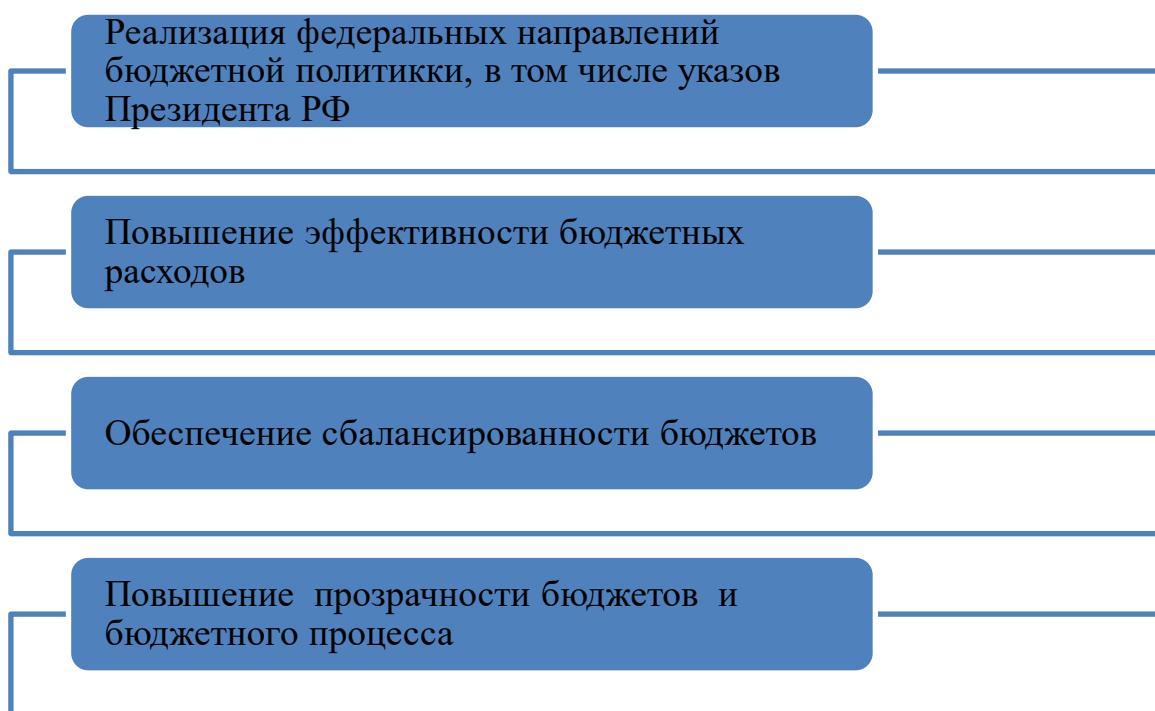 Реализация федеральных направлений
бюджетной политикки, в том числе указов
Президента РФ
Повышение эффективности бюджетных
расходов
Обеспечение сбалансированности бюджетов
Повышение  прозрачности бюджетов  и
бюджетного процесса